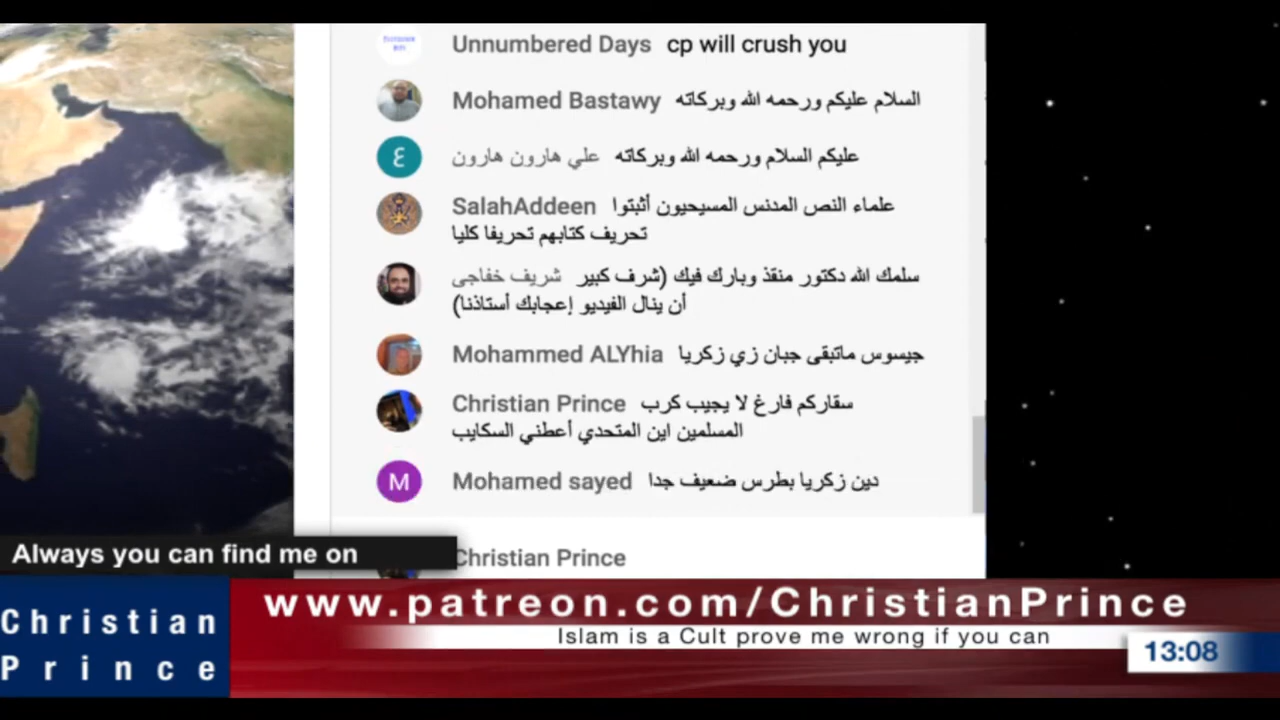 Unnumbered Days cp will crush you
Mohamed Bastawy السلام عليكم ورحمه الله وبركاته
ع
علي هارون هارون عليكم السلام ورحمه الله وبركاته
SalahAddeen علماء النص المدنس المسيحيون أثبتوا
تحريف كتابهم تحريفا كليا
شريف خفاجى سلمك الله دكتور منقذ وبارك فيك (شرف كبير
أن ينال الفيديو إعجابك أستاذنا)
Mohammed ALYhia جيسوس ماتبقى جبان زي زكريا
Christian Prince سقاركم فارغ لا يجيب كرب
المسلمين اين المتحدي أعطني السكايب
M
Mohamed sayed دين زكريا بطرس ضعيف جدا
Always you can find me on
Christian Prince
Christian
Prince
www.patreon.com/ChristianPrince
Islam is a Cult prove me wrong if you can
13:08